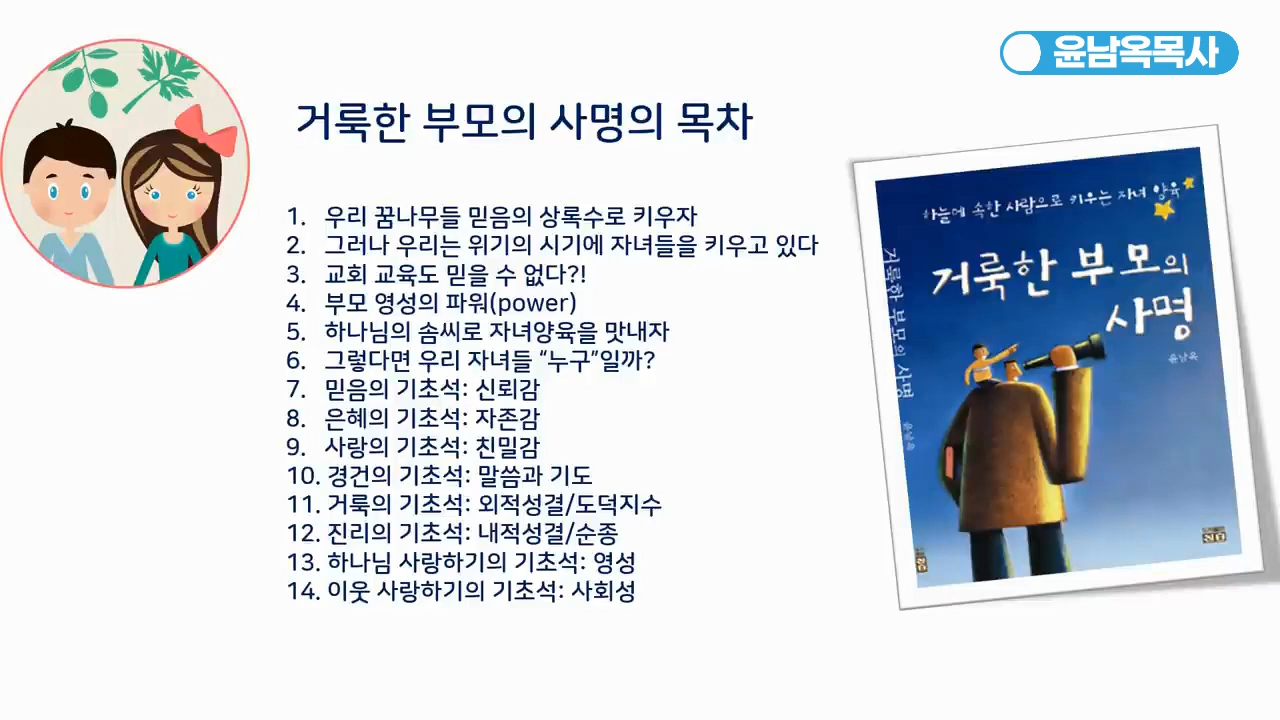 윤남옥목사
거룩한 부모의 사명의 목차
1. 우리 꿈나무들 믿음의 상록수로 키우자
2. 그러나 우리는 위기의 시기에 자녀들을 키우고 있다
3. 교회 교육도 믿을 수 없다?!
4. 부모 영성의 파워(power)
5. 하나님의 솜씨로 자녀양육을 맛내자
6. 그렇다면 우리 자녀들 “누구”일까?
7. 믿음의 기초석: 신뢰감
8. 은혜의 기초석: 자존감
9. 사랑의 기초석: 친밀감
10. 경건의 기초석: 말씀과 기도
11. 거룩의 기초석: 외적성결/도덕지수
12. 진리의 기초석: 내적성결/순종
13. 하나님 사랑하기의 기초석: 영성
14. 이웃 사랑하기의 기초석: 사회성
하늘에 속한 사람으로 키우는 자녀 양육
거룩한 부모의
사명
윤남옥
거룩한 부모의 사명
윤남옥